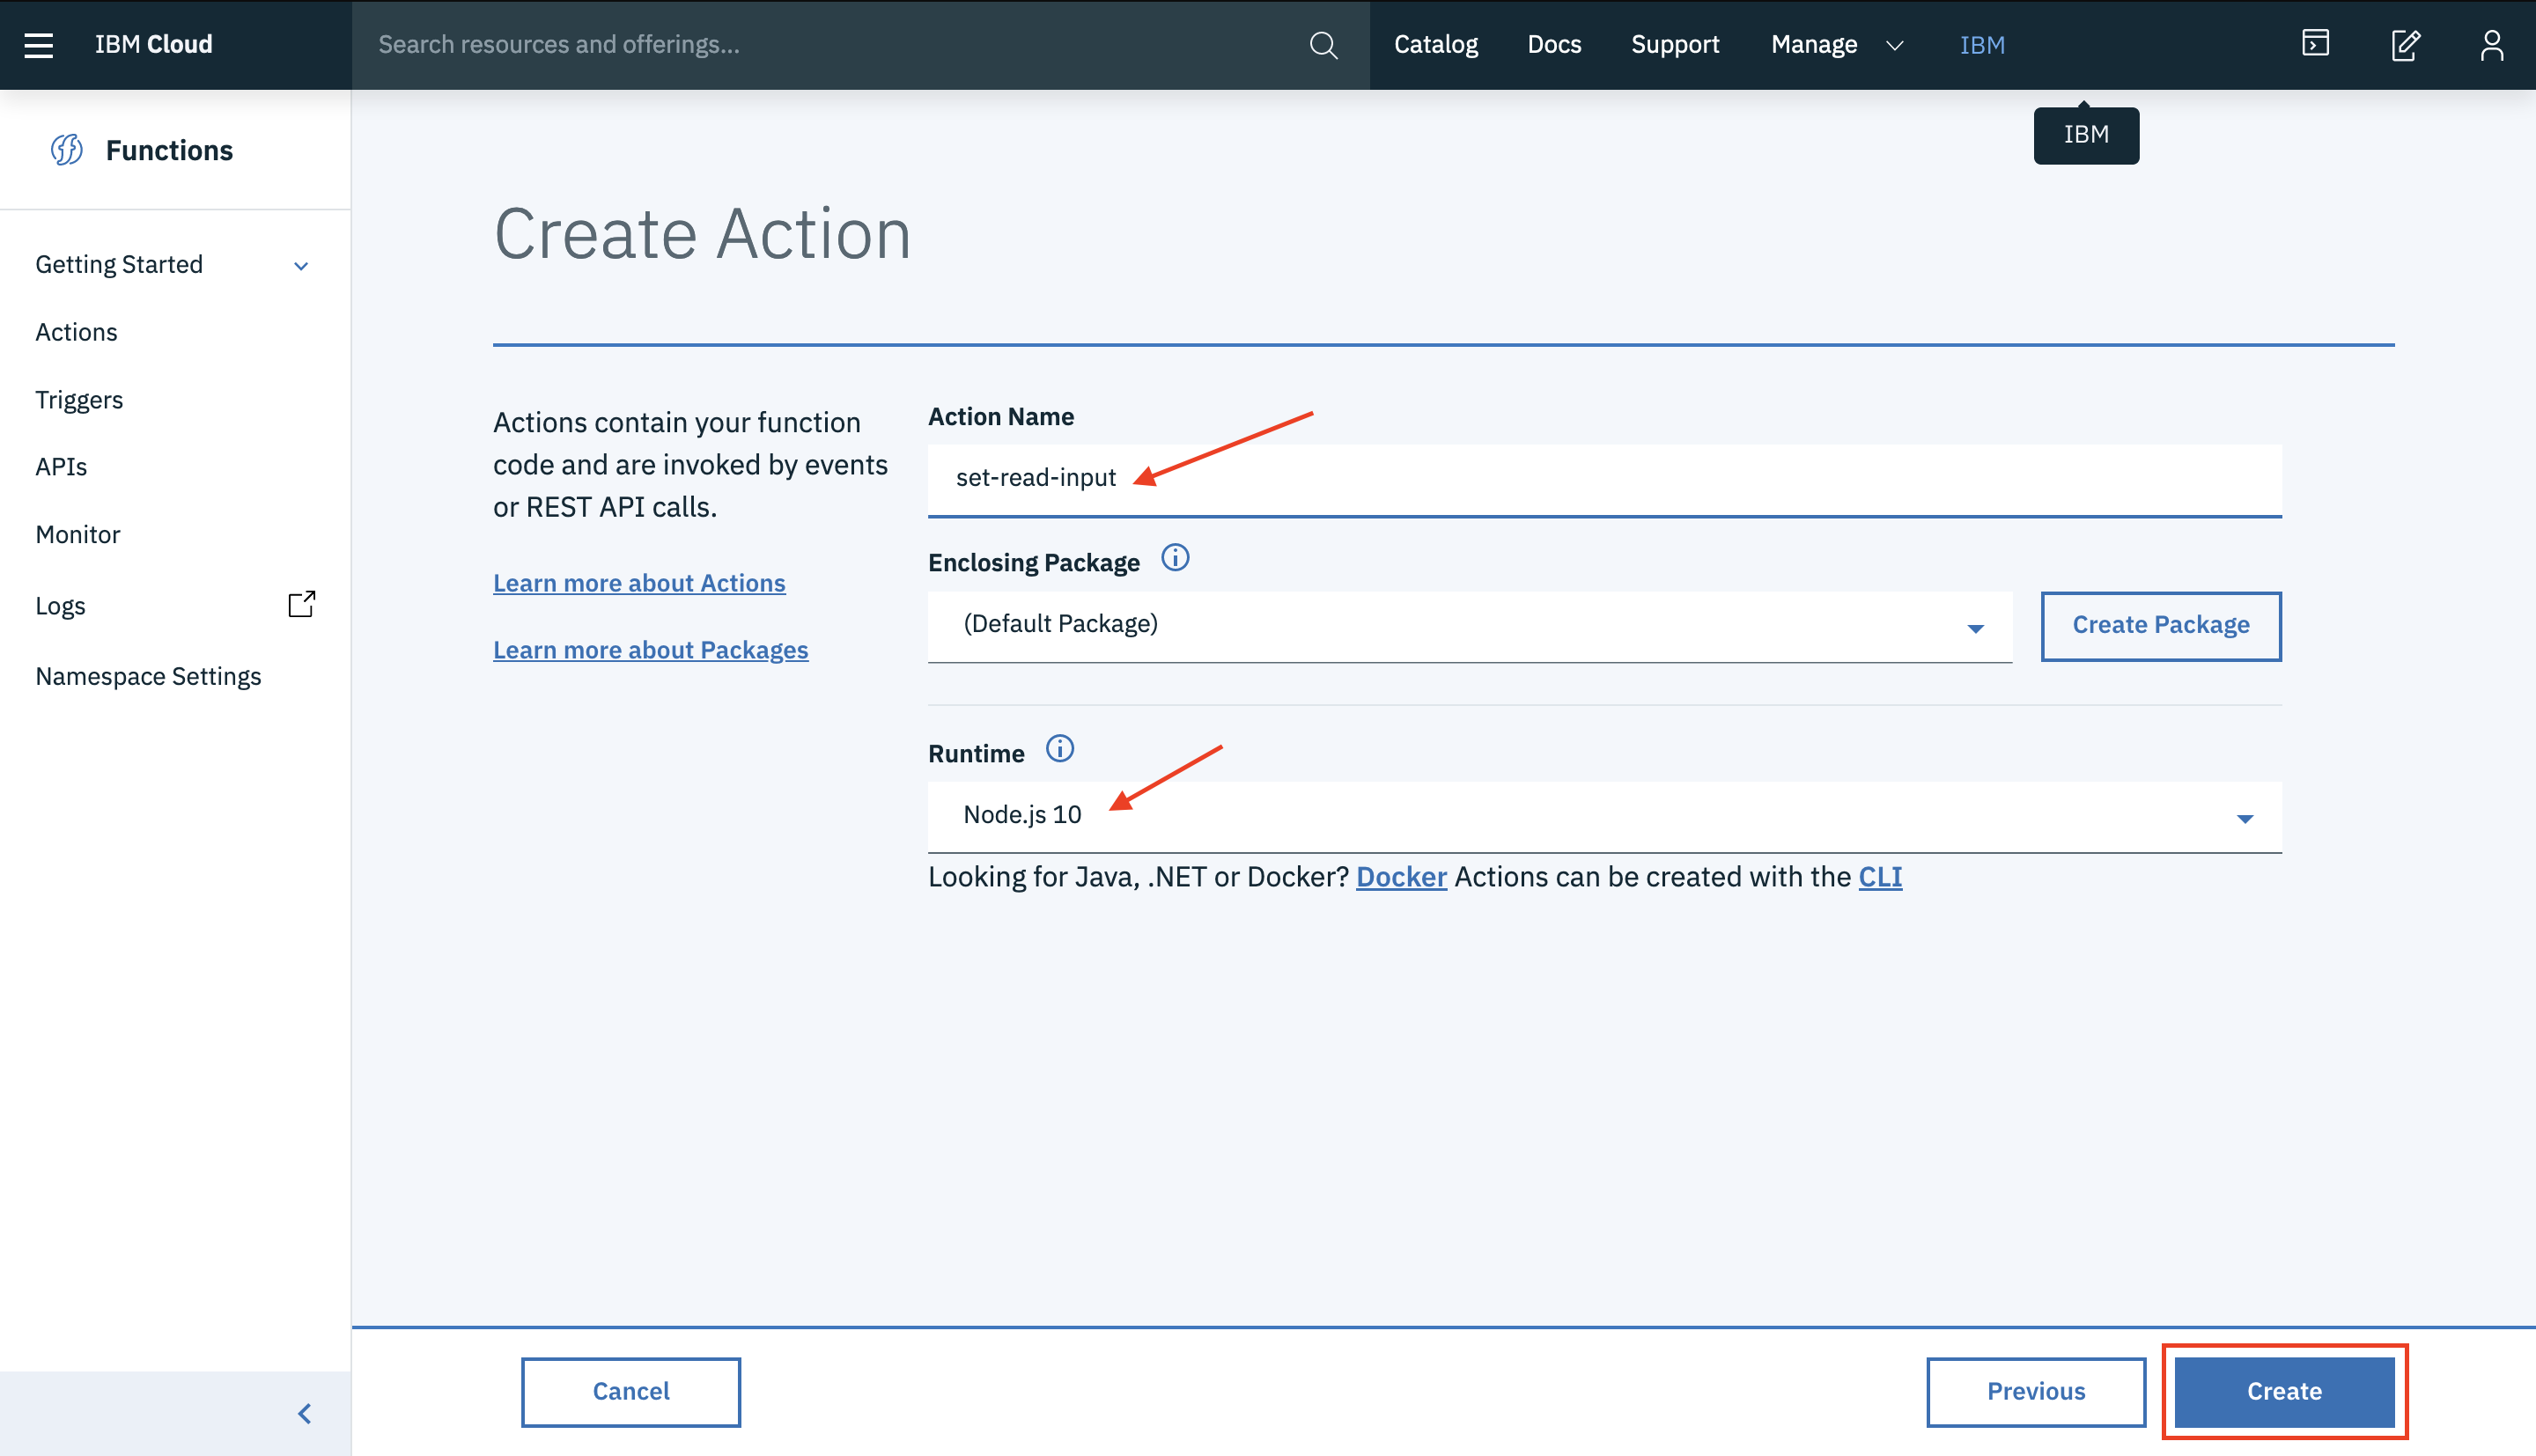 IBM Cloud
Search resources and offerings...
Catalog
Docs
Support
Manage
IBM
IBM
Functions
Getting Started
Actions
Triggers
APIs
Monitor
Logs
Namespace Settings
Create Action
Actions contain your function
code and are invoked by events
or REST API calls.
Learn more about Actions
Learn more about Packages
Action Name
set-read-input
Enclosing Package
(Default Package)
Create Package
Runtime
Node.js 10
Looking for Java, .NET or Docker? Docker Actions can be created with the CLI
Cancel
Previous
Create